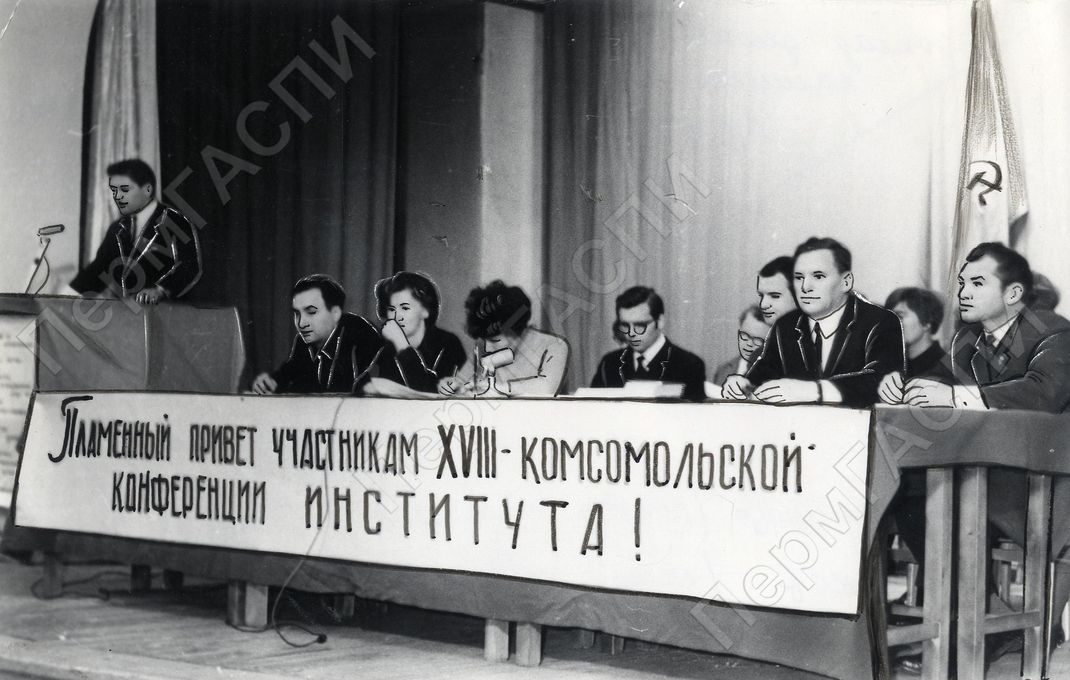 Пламенный привет участникам XVIII-комсомольской
конференции института!
ПермГАСПИ
ПермГАСПИ
ПермГАСПИ
ПермГАСПИ